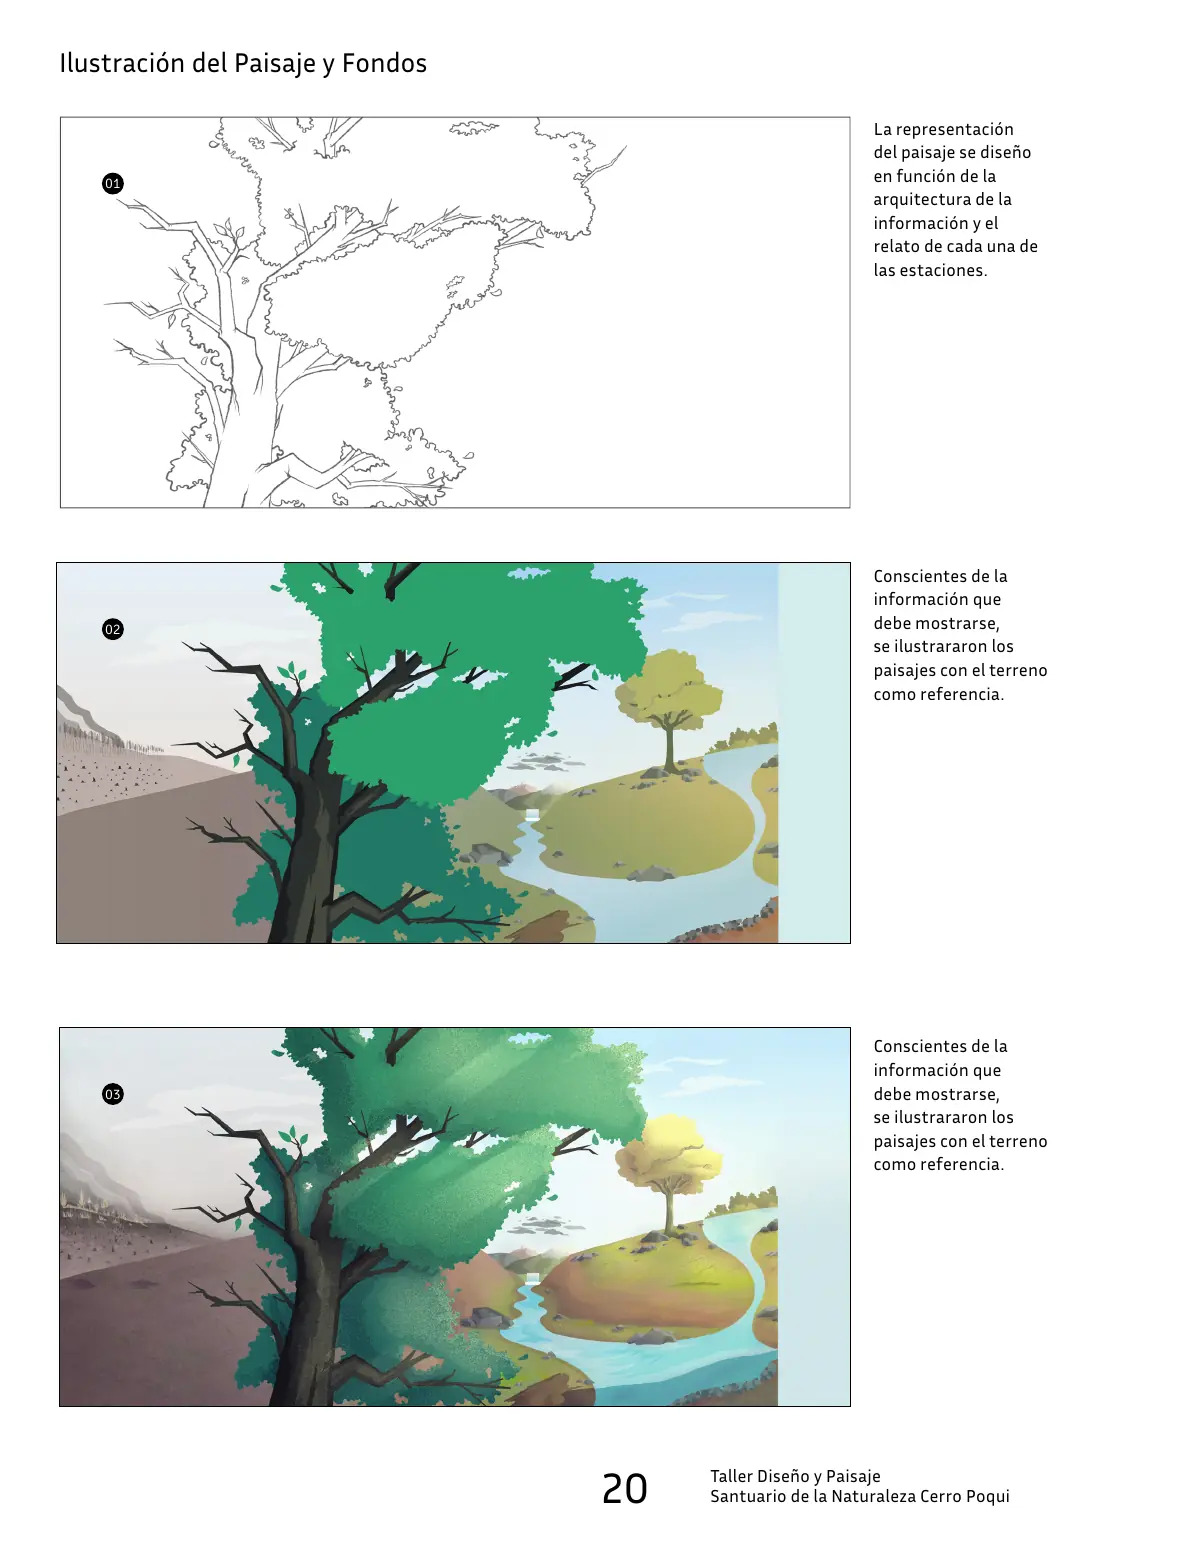 Ilustración del Paisaje y Fondos
01
La representación
del paisaje se diseño
en función de la
arquitectura de la
información y el
relato de cada una de
las estaciones.
02
Conscientes de la
información que
debe mostrarse,
se ilustrararon los
paisajes con el terreno
como referencia.
03
Conscientes de la
información que
debe mostrarse,
se ilustrararon los
paisajes con el terreno
como referencia.
20
Taller Diseño y Paisaje
Santuario de la Naturaleza Cerro Poqui